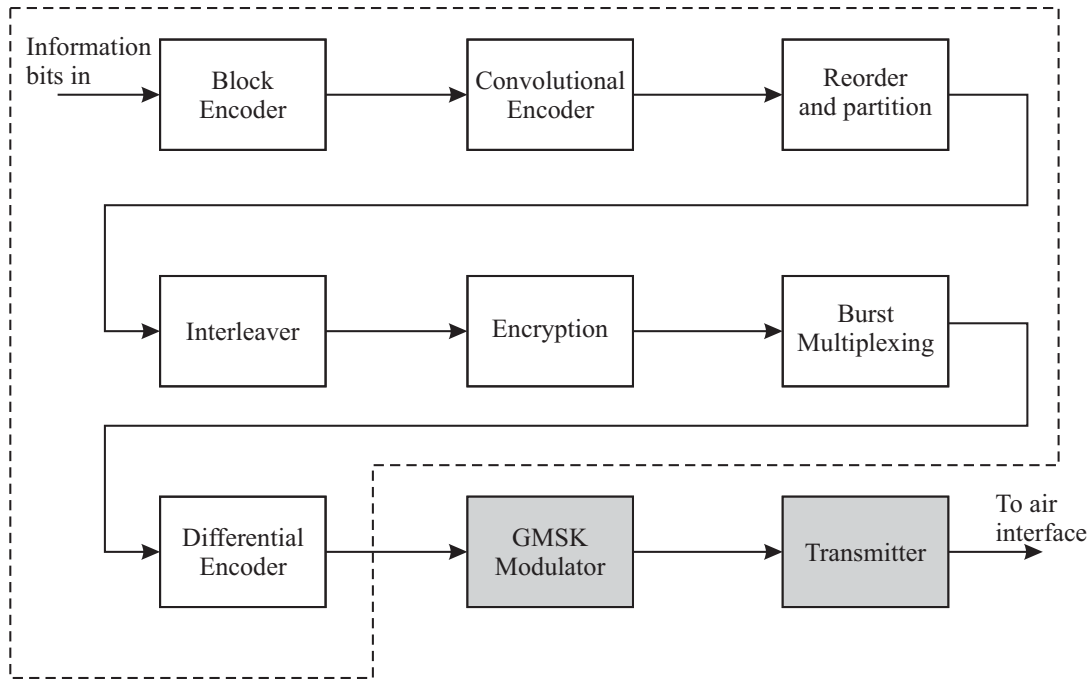 Information
bits in
Block
Encoder
Convolutional
Encoder
Reorder
and partition
Interleaver
Encryption
Burst
Multiplexing
Differential
Encoder
GMSK
Modulator
Transmitter
To air
interface